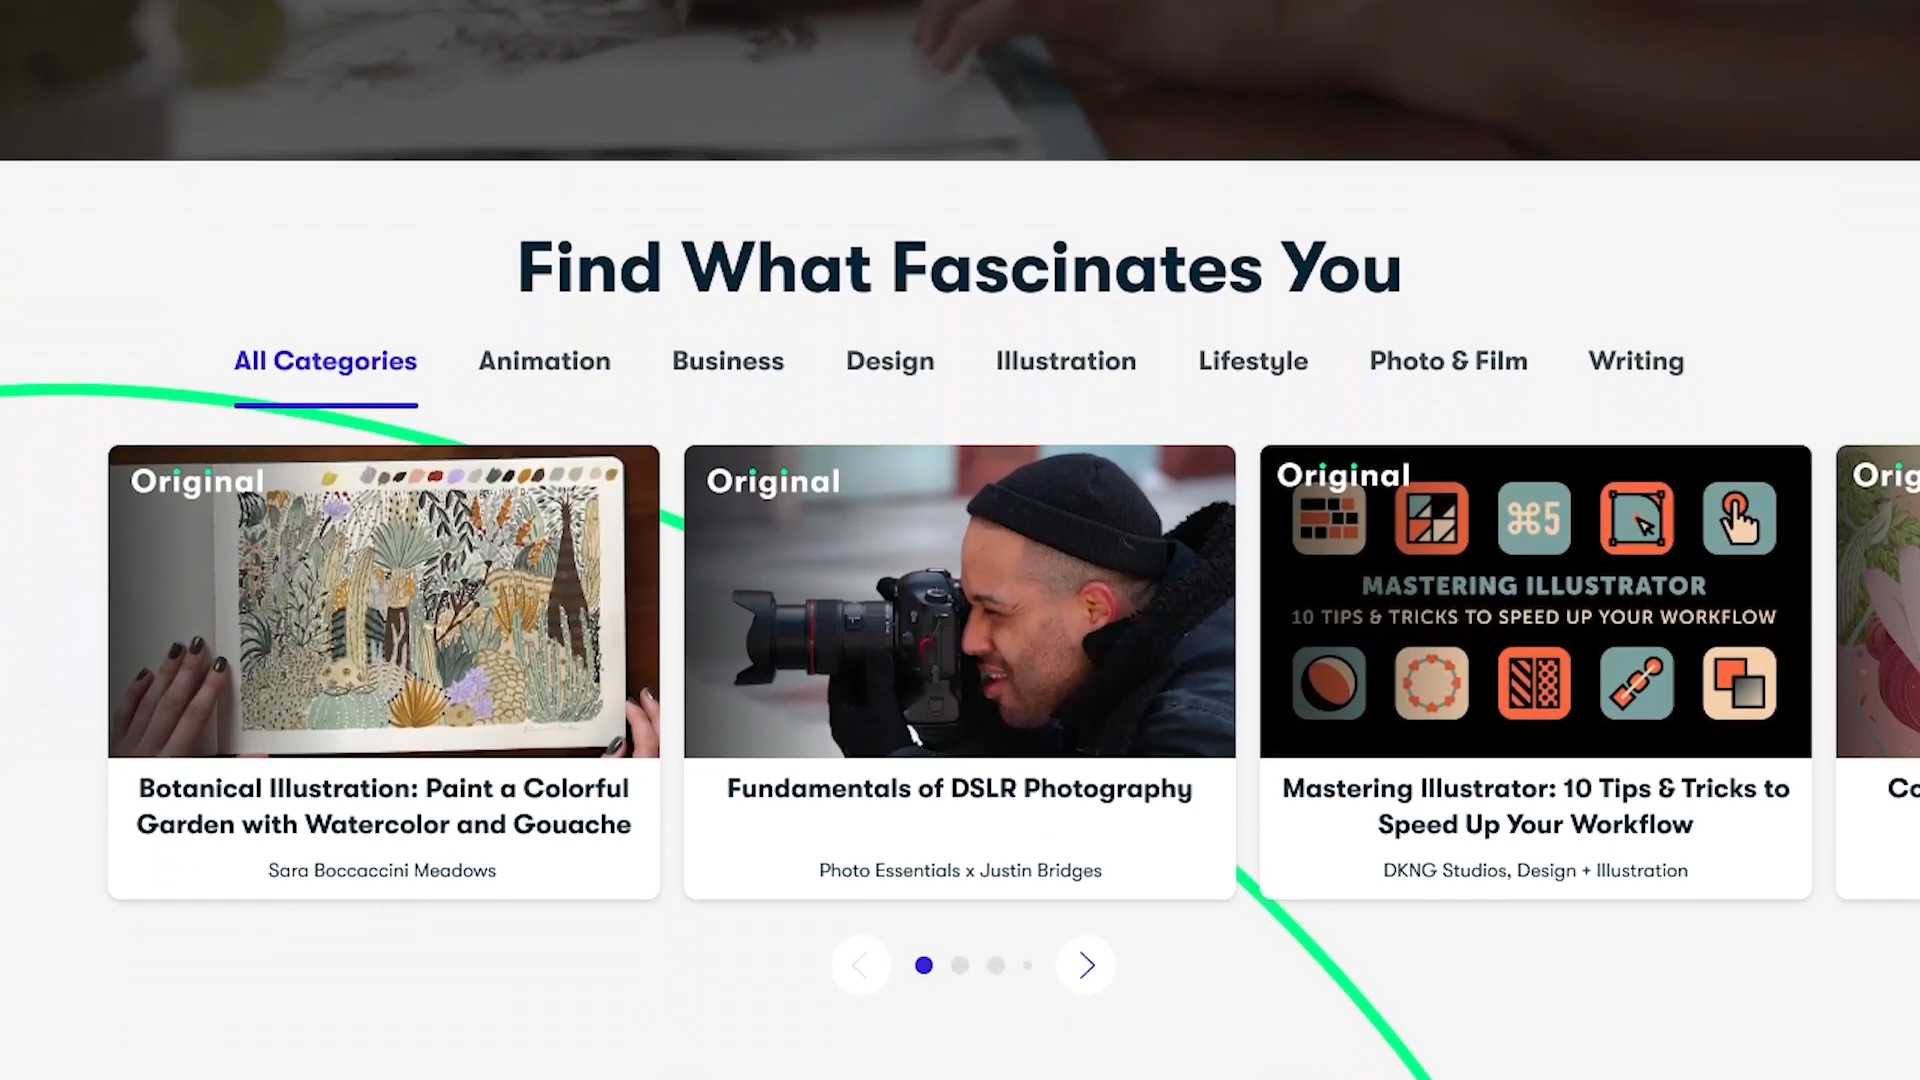 Find What Fascinates You
All Categories Animation Business Design Illustration Lifestyle Photo & Film Writing
Original
Botanical Illustration: Paint a Colorful
Garden with Watercolor and Gouache
Sara Boccaccini Meadows
Original
Fundamentals of DSLR Photography
Photo Essentials x Justin Bridges
Original
⌘5
MASTERING ILLUSTRATOR
10 TIPS & TRICKS TO SPEED UP YOUR WORKFLOW
Mastering Illustrator: 10 Tips & Tricks to
Speed Up Your Workflow
DKNG Studios, Design + Illustration
Orig
Co